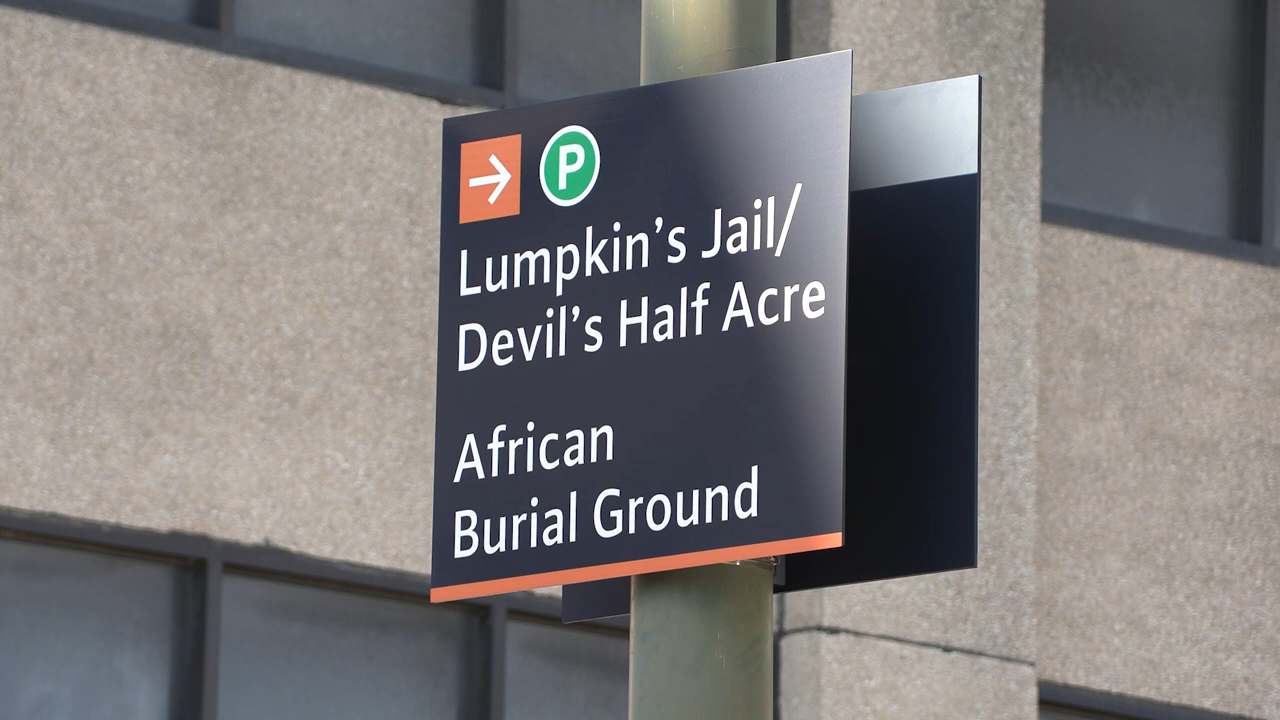 → P
Lumpkin’s Jail/
Devil’s Half Acre
African
Burial Ground